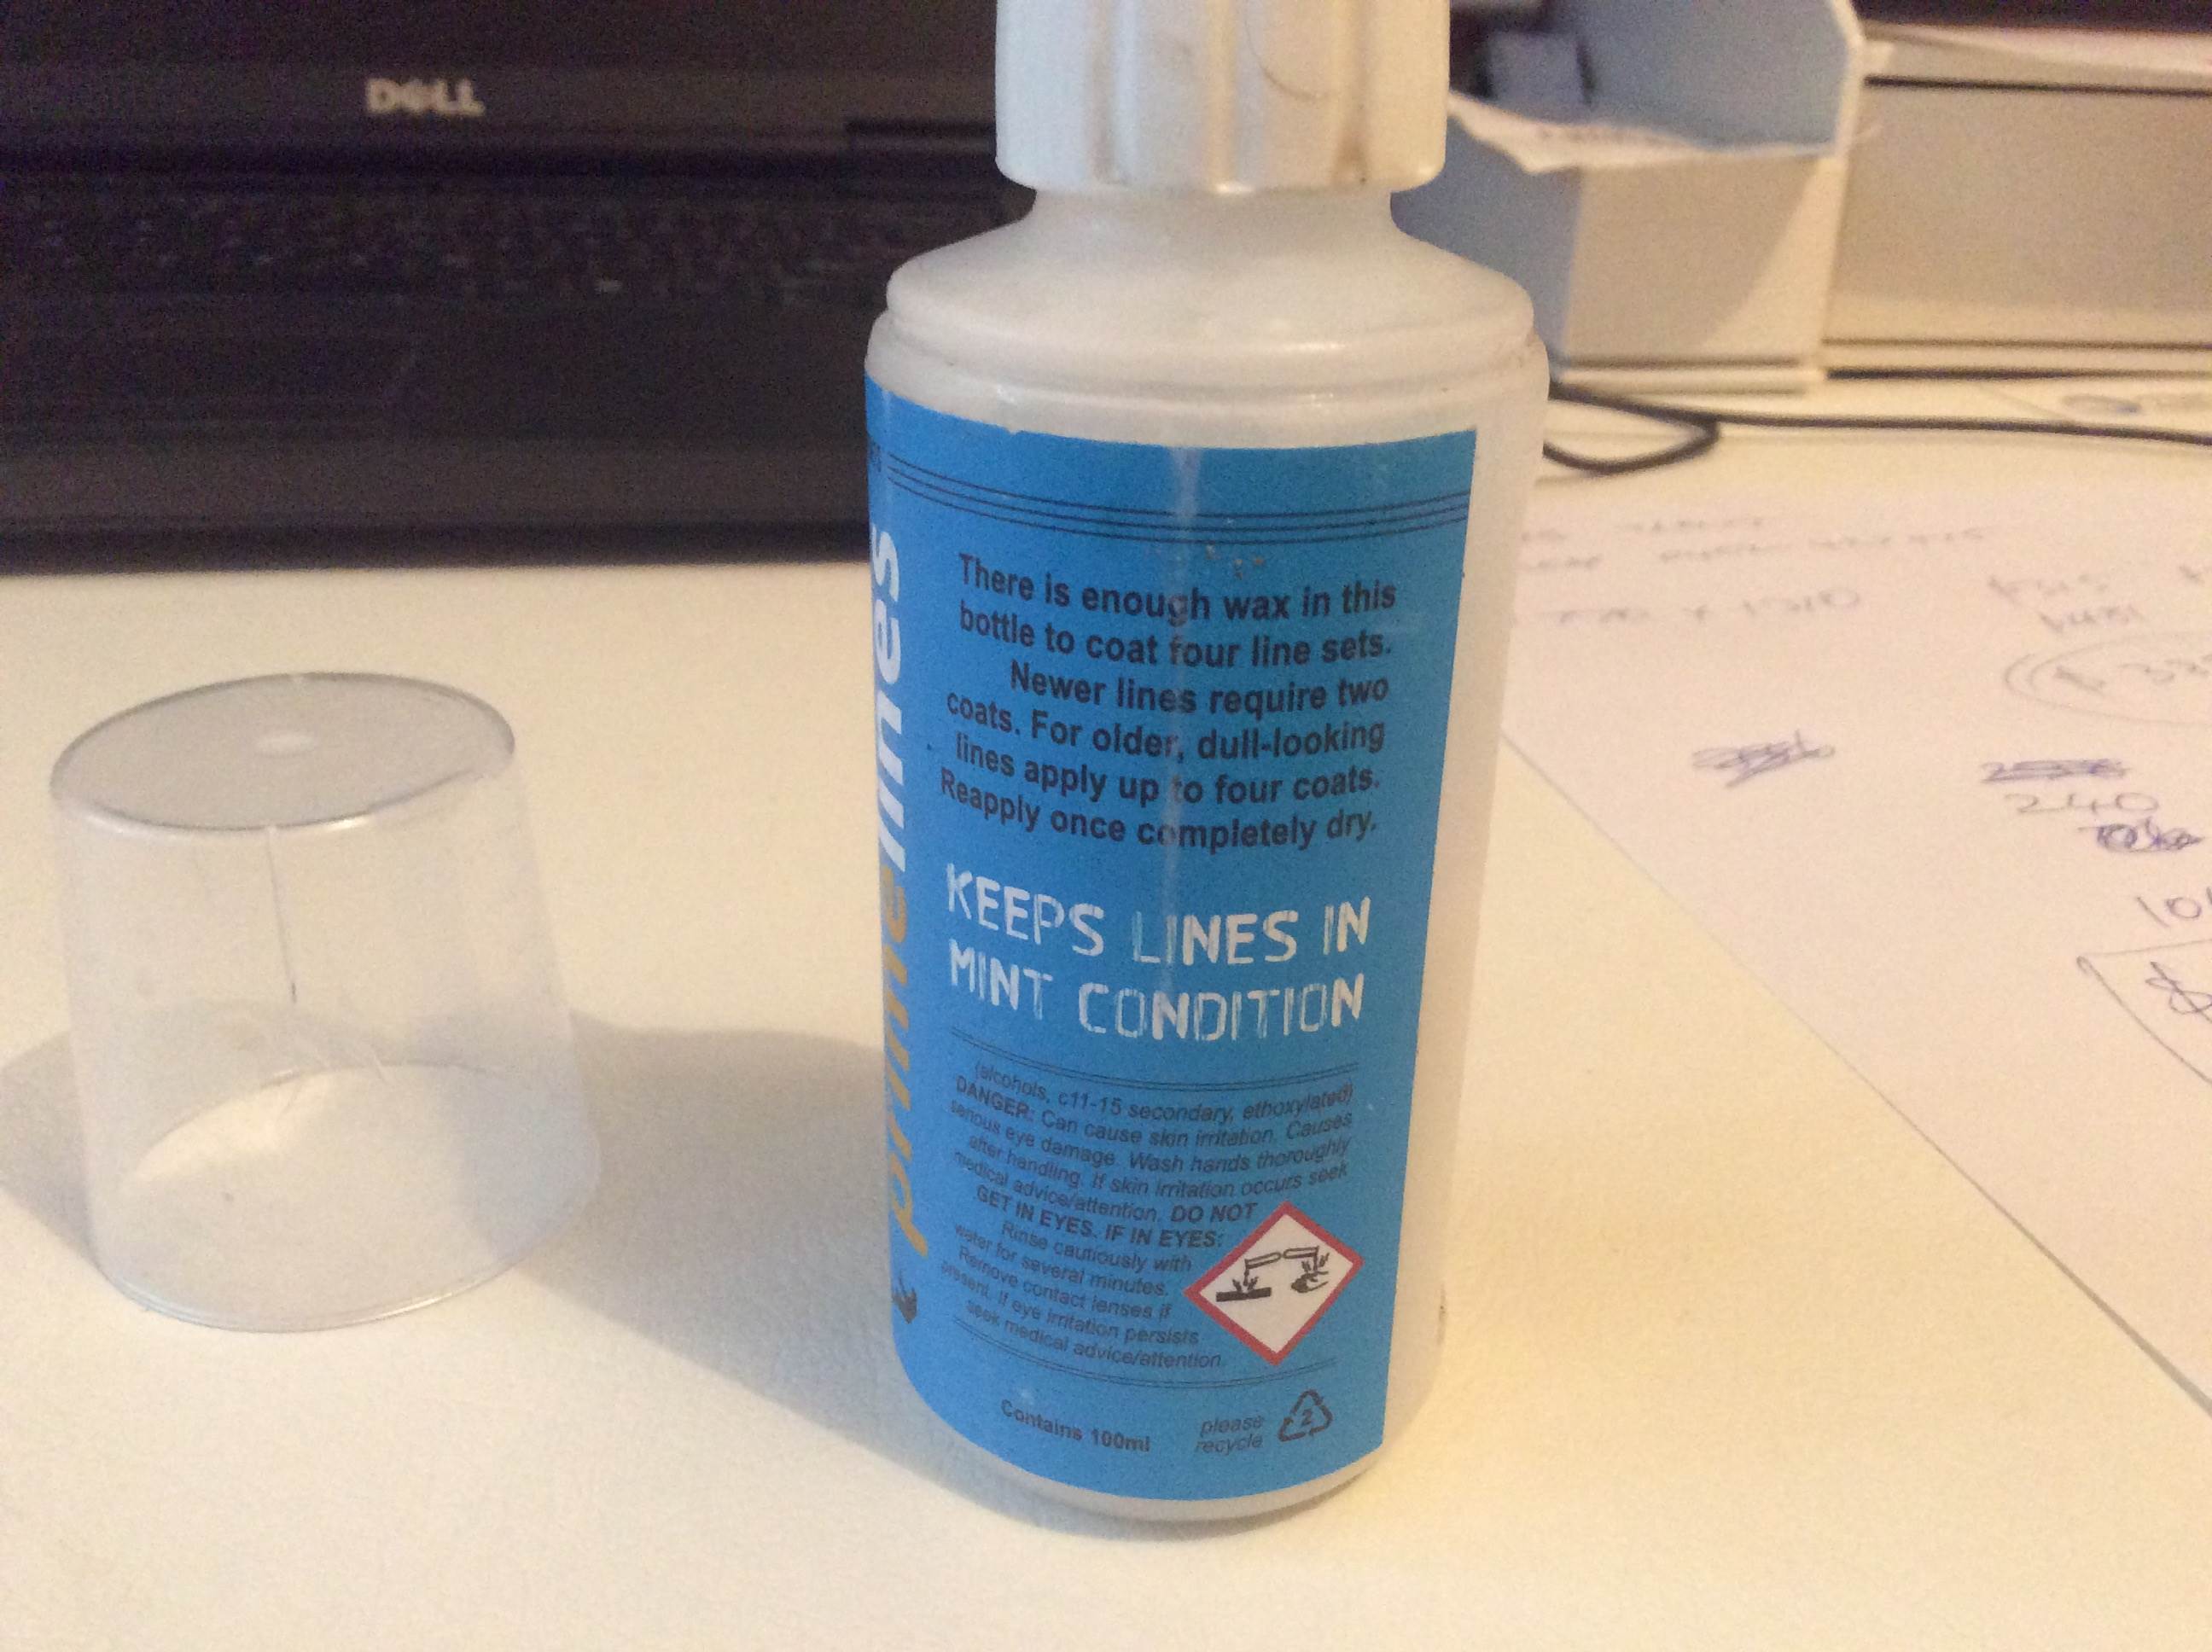 DELL
primelines
There is enough wax in this
bottle to coat four line sets.
Newer lines require two
coats. For older, dull-looking
lines apply up to four coats.
Reapply once completely dry.
KEEPS LINES IN
MINT CONDITION
(alcohols, c11-15 secondary, ethoxylated)
DANGER: Can cause skin irritation. Causes
serious eye damage. Wash hands thoroughly
after handling. If skin irritation occurs seek
medical advice/attention. DO NOT
GET IN EYES. IF IN EYES:
Rinse cautiously with
water for several minutes.
Remove contact lenses if
present. If eye irritation persists
seek medical advice/attention.
Contains 100ml
please
recycle
2
240